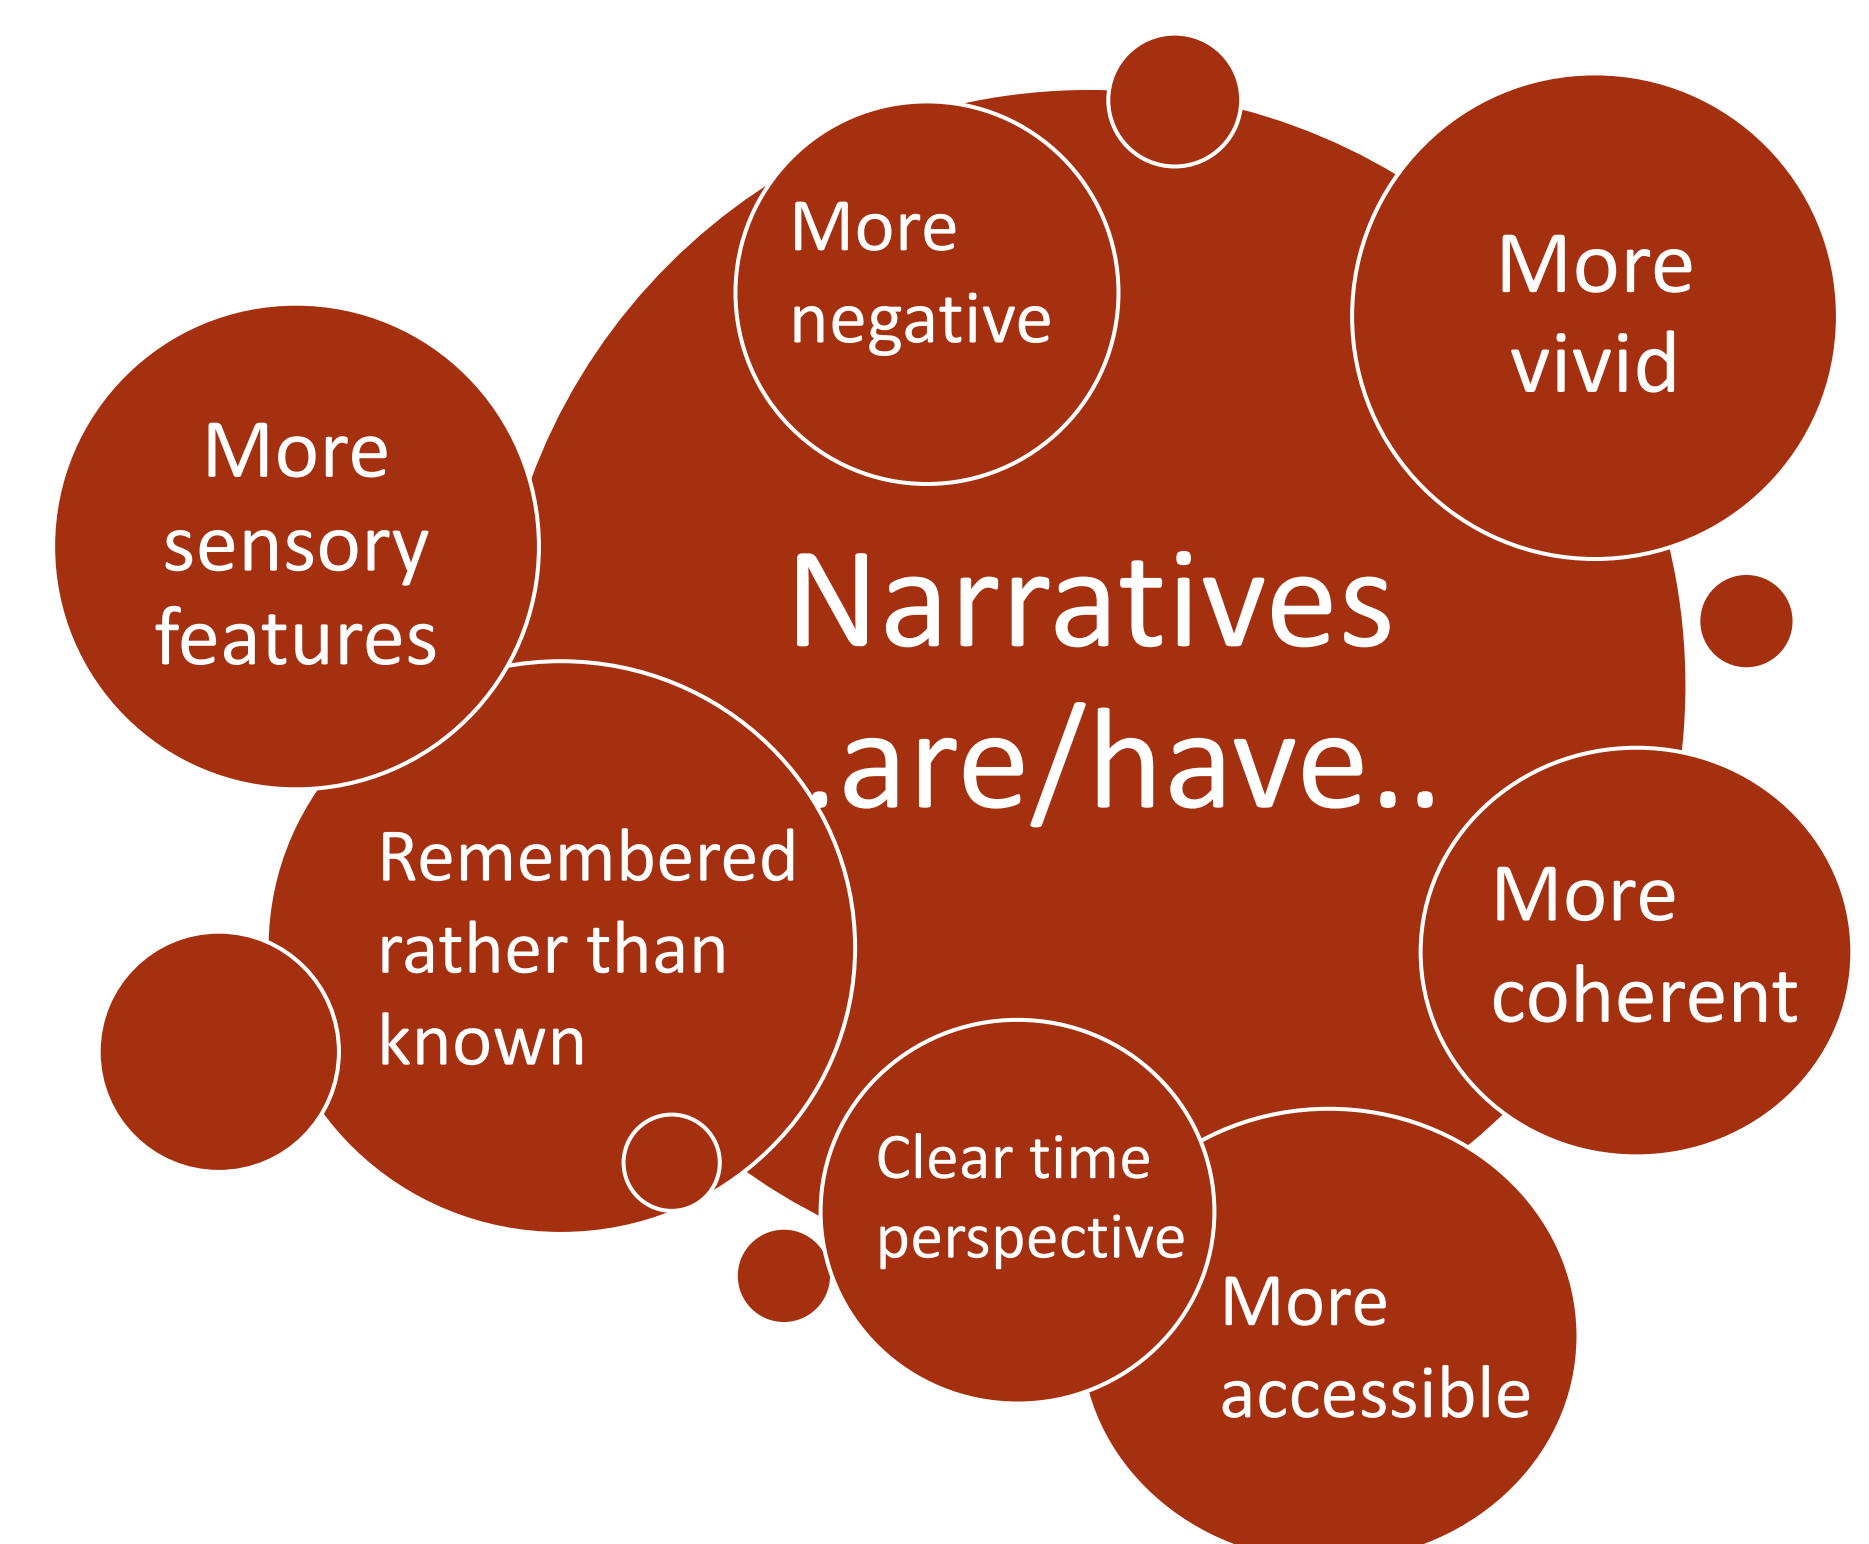 More
negative
More
vivid
More
sensory
features
Narratives
.are/have..
Remembered
rather than
known
More
coherent
Clear time
perspective
More
accessible